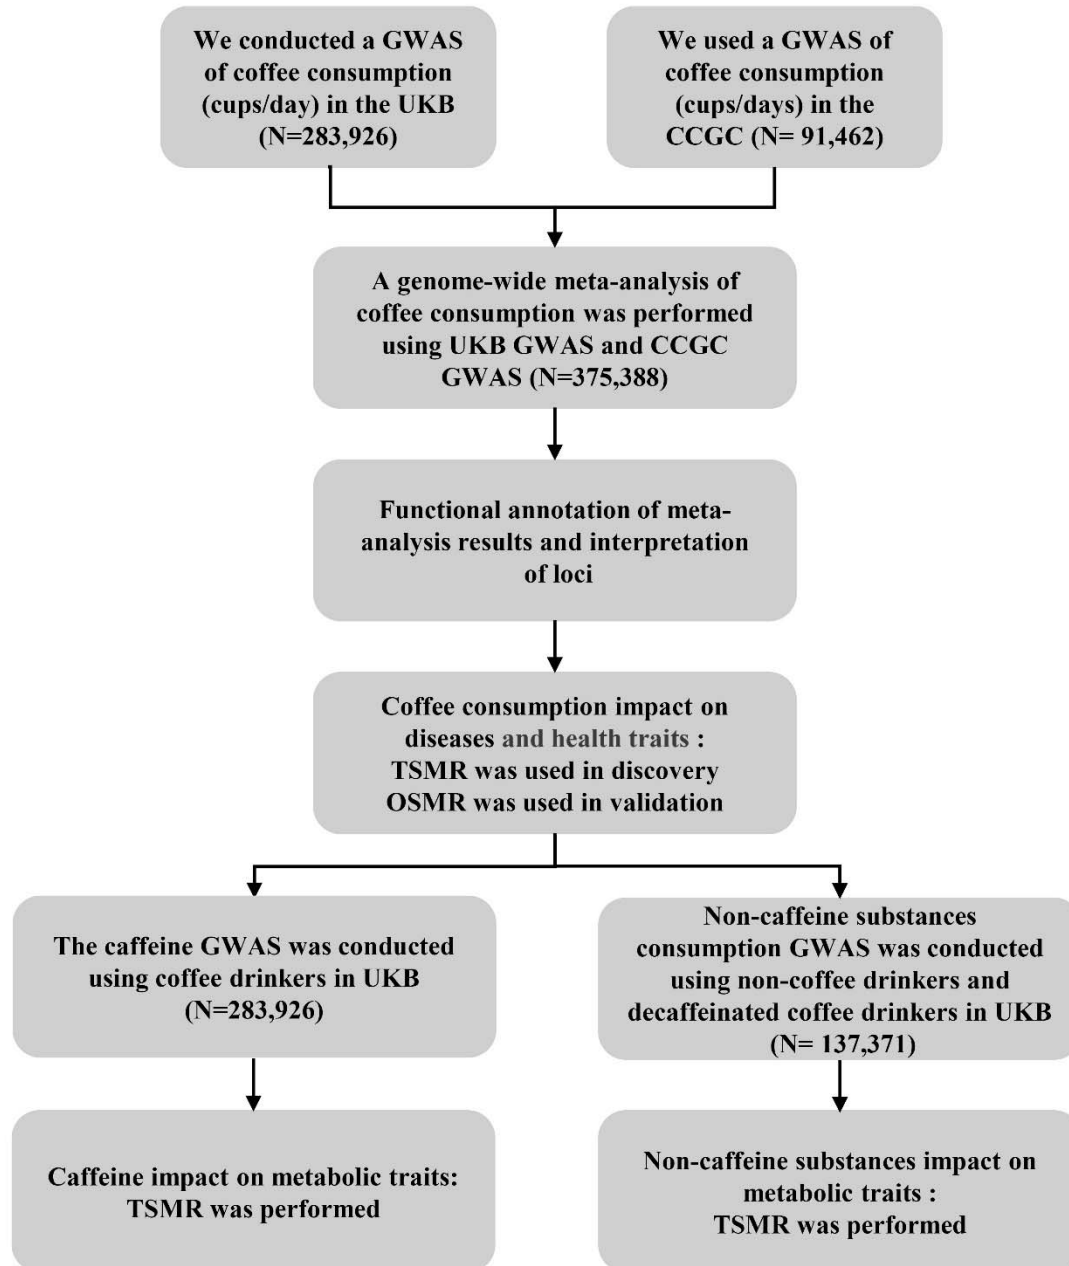 We conducted a GWAS
of coffee consumption
(cups/day) in the UKB
(N=283,926)
We used a GWAS of
coffee consumption
(cups/days) in the
CCGC (N= 91,462)
A genome-wide meta-analysis of
coffee consumption was performed
using UKB GWAS and CCGC
GWAS (N=375,388)
Functional annotation of meta-
analysis results and interpretation
of loci
Coffee consumption impact on
diseases and health traits :
TSMR was used in discovery
OSMR was used in validation
The caffeine GWAS was conducted
using coffee drinkers in UKB
(N=283,926)
Non-caffeine substances
consumption GWAS was conducted
using non-coffee drinkers and
decaffeinated coffee drinkers in UKB
(N= 137,371)
Caffeine impact on metabolic traits:
TSMR was performed
Non-caffeine substances impact on
metabolic traits :
TSMR was performed